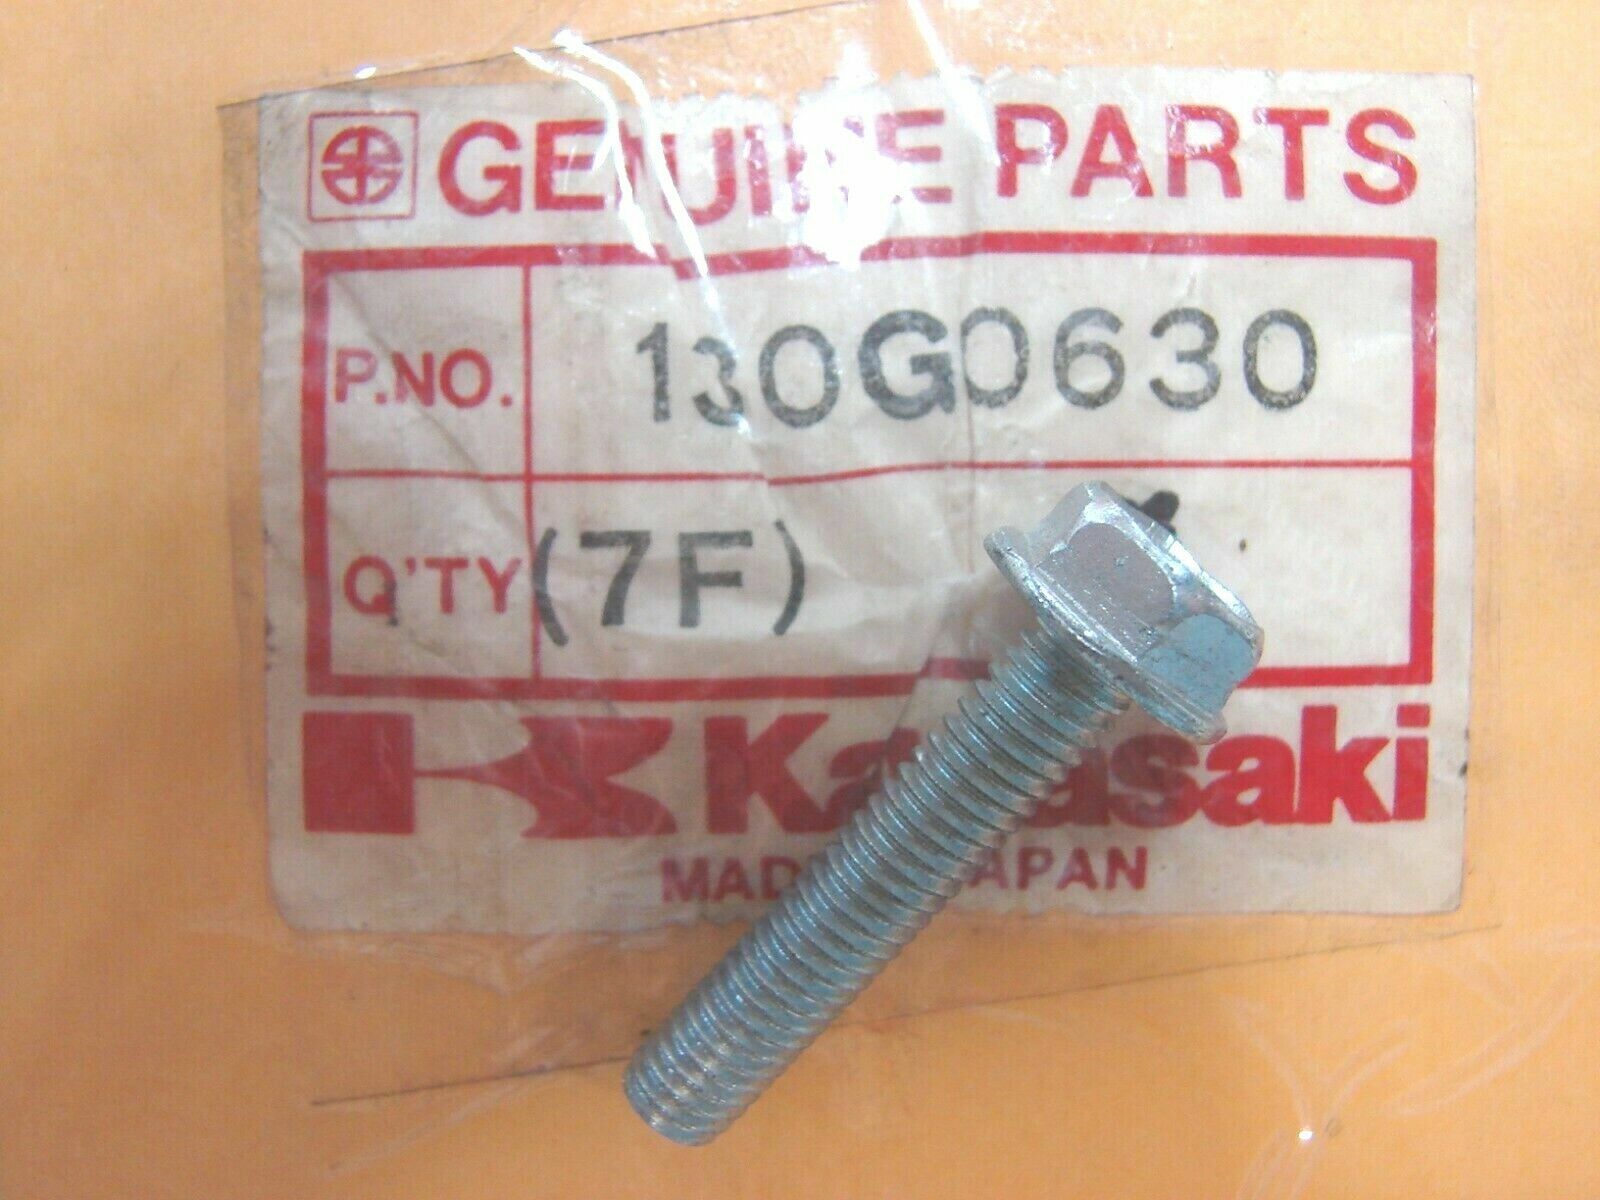 GENUINE PARTS
P.NO. 130G0630
Q'TY (7F)
Kawasaki
MADE IN JAPAN